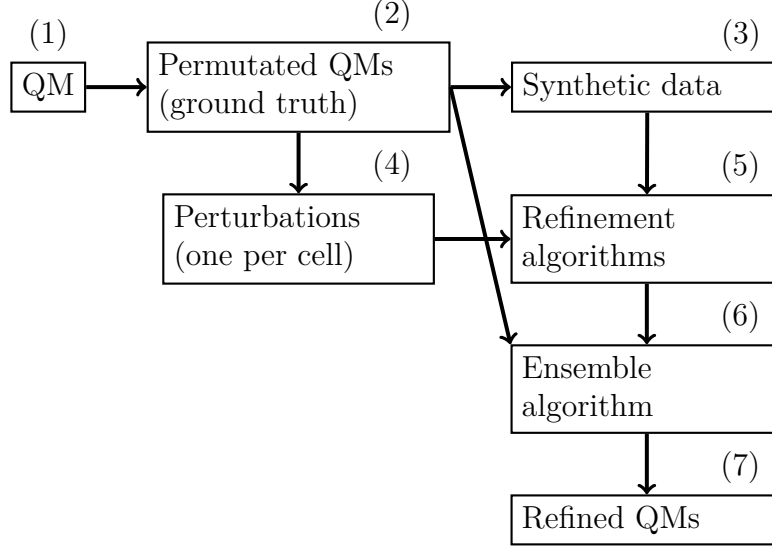 (1)
QM
(2)
Permutated QMs
(ground truth)
(3)
Synthetic data
(4)
Perturbations
(one per cell)
(5)
Refinement
algorithms
(6)
Ensemble
algorithm
(7)
Refined QMs